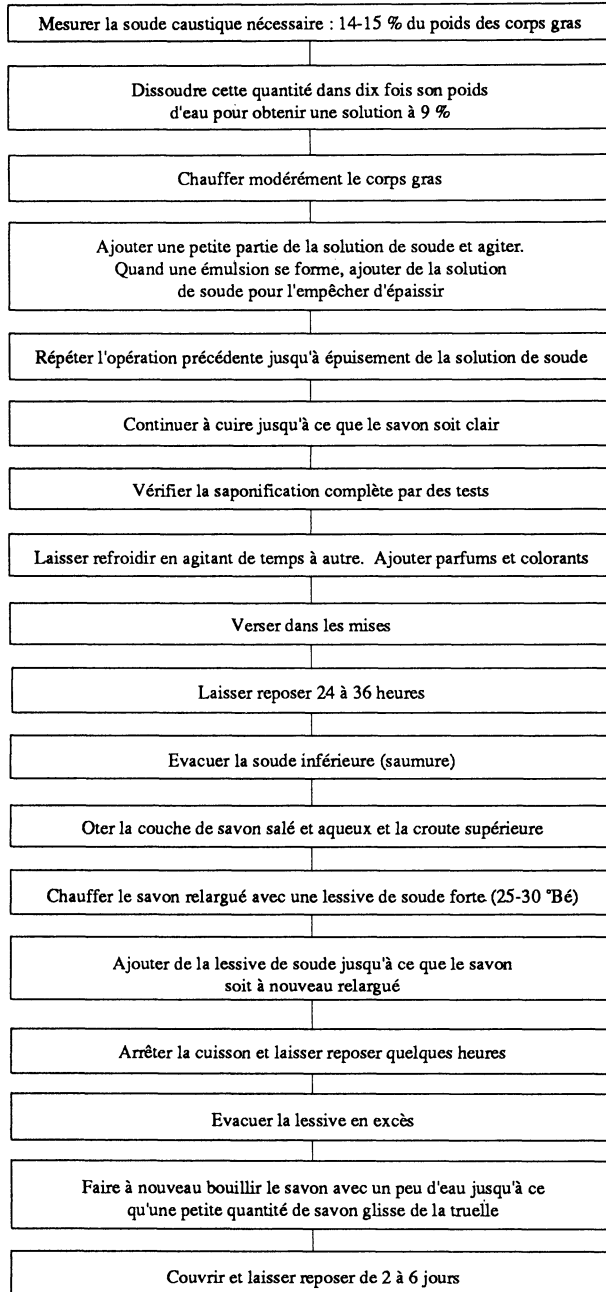 Mesurer la soude caustique nécessaire : 14-15 % du poids des corps gras
Dissoudre cette quantité dans dix fois son poids
d'eau pour obtenir une solution à 9 %
Chauffer modérément le corps gras
Ajouter une petite partie de la solution de soude et agiter.
Quand une émulsion se forme, ajouter de la solution
de soude pour l'empêcher d'épaissir
Répéter l'opération précédente jusqu'à épuisement de la solution de soude
Continuer à cuire jusqu'à ce que le savon soit clair
Vérifier la saponification complète par des tests
Laisser refroidir en agitant de temps à autre. Ajouter parfums et colorants
Verser dans les mises
Laisser reposer 24 à 36 heures
Evacuer la soude inférieure (saumure)
Oter la couche de savon salé et aqueux et la croute supérieure
Chauffer le savon relargué avec une lessive de soude forte (25-30 °Bé)
Ajouter de la lessive de soude jusqu'à ce que le savon
soit à nouveau relargué
Arrêter la cuisson et laisser reposer quelques heures
Evacuer la lessive en excès
Faire à nouveau bouillir le savon avec un peu d'eau jusqu'à ce
qu'une petite quantité de savon glisse de la truelle
Couvrir et laisser reposer de 2 à 6 jours